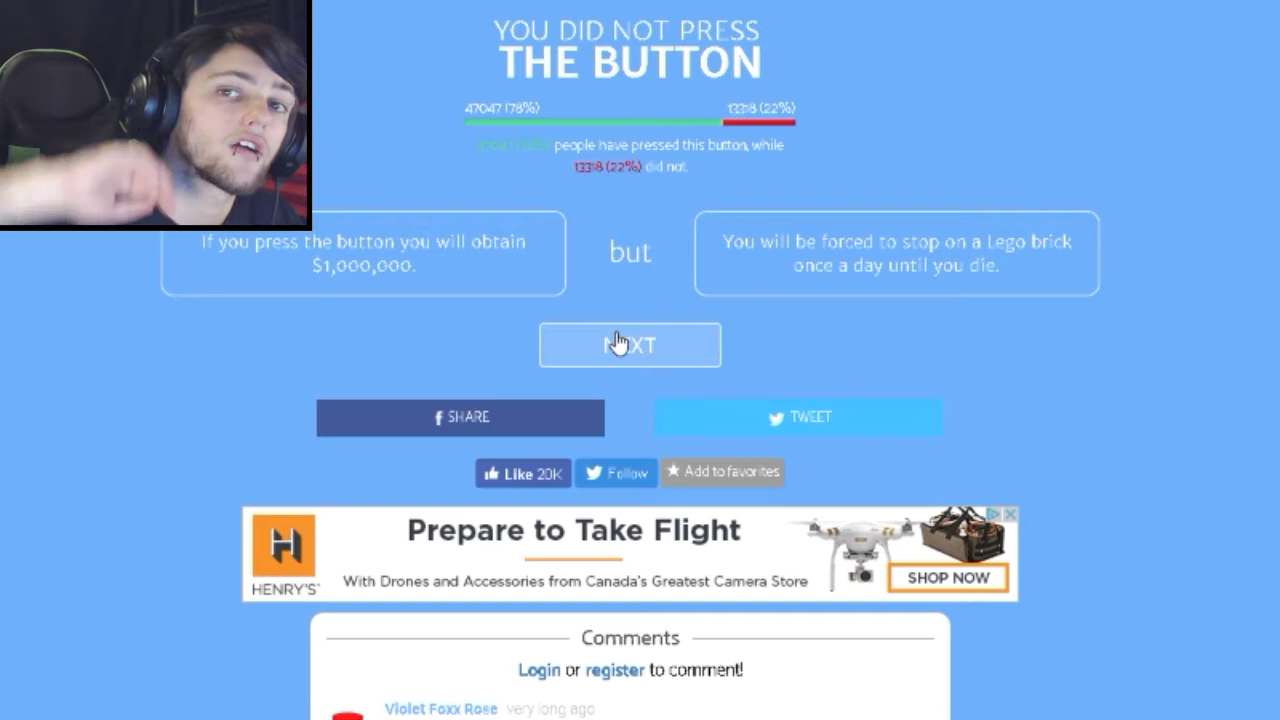 YOU DID NOT PRESS
THE BUTTON
47047 (78%)
13318 (22%)
47047 (78%) people have pressed this button, while
13318 (22%) did not.
If you press the button you will obtain
$1,000,000.
but
You will be forced to stop on a Lego brick
once a day until you die.
NEXT
SHARE
TWEET
Like 20K
Follow
Add to favorites
Prepare to Take Flight
With Drones and Accessories from Canada's Greatest Camera Store
HENRY'S
SHOP NOW
Comments
Login or register to comment!
Violet Foxx Rose very long ago